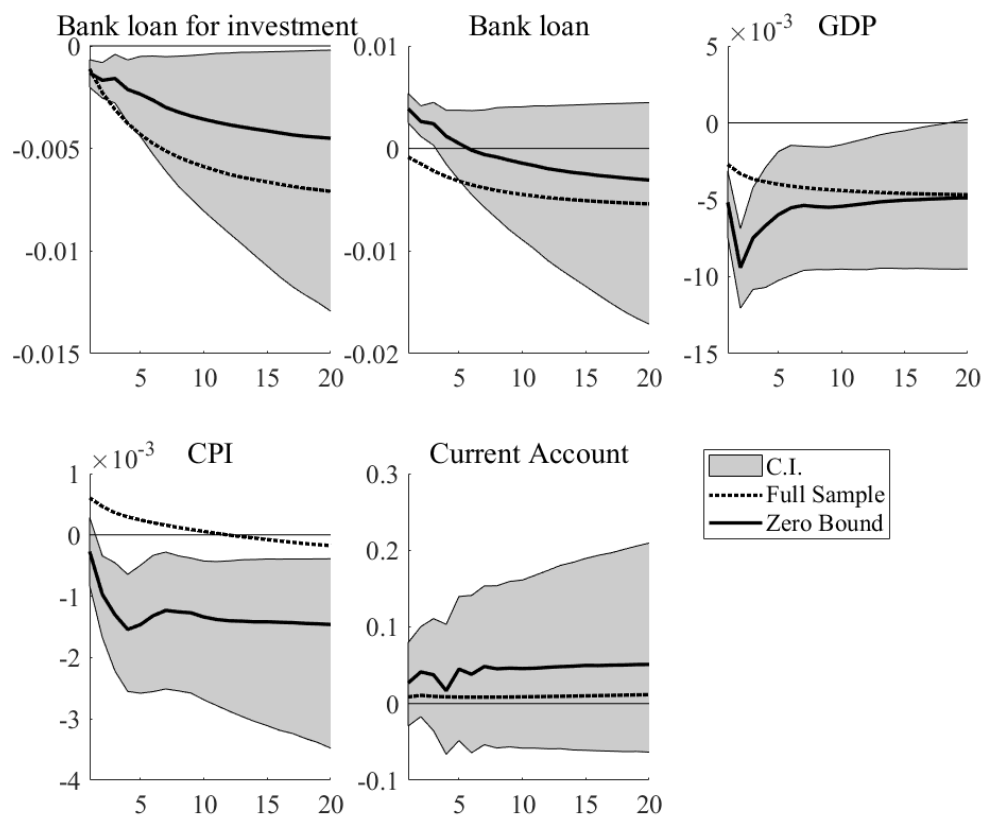 Bank loan for investment
0
-0.005
-0.01
-0.015
5 10 15 20
Bank loan
0.01
0
-0.01
-0.02
5 10 15 20
GDP
×10-3
5
0
-5
-10
-15
5 10 15 20
CPI
×10-3
1
0
-1
-2
-3
-4
5 10 15 20
Current Account
0.3
0.2
0.1
0
-0.1
5 10 15 20
C.I.
Full Sample
Zero Bound